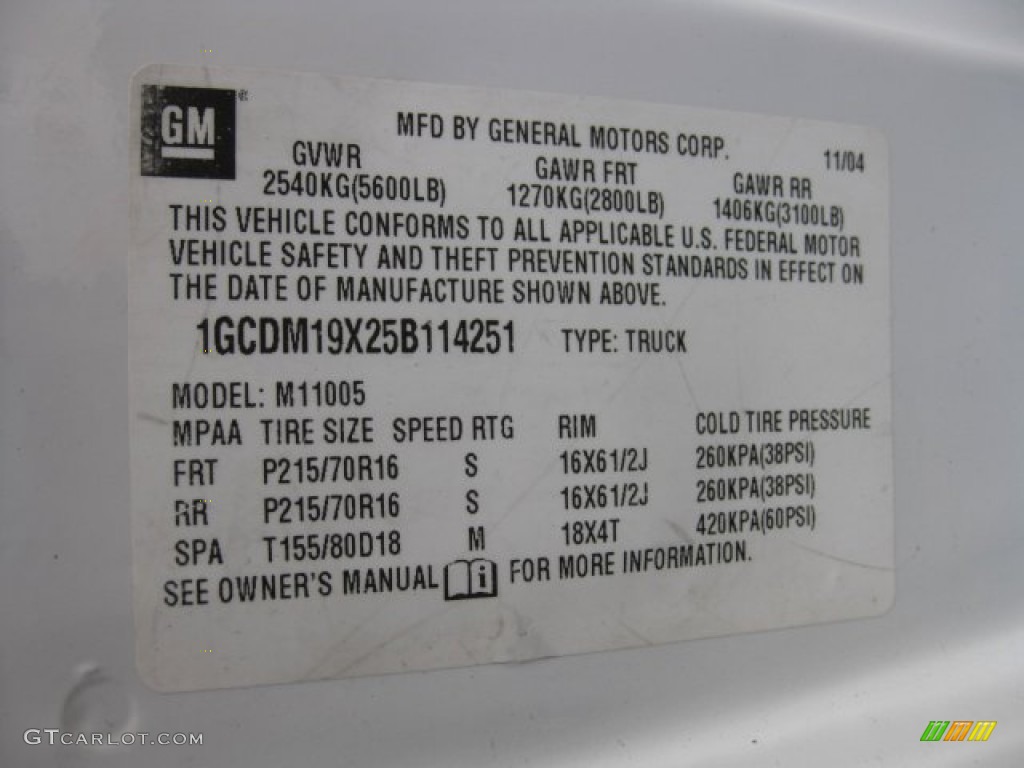 GM ®
MFD BY GENERAL MOTORS CORP.
11/04
GVWR GAWR FRT GAWR RR
2540KG(5600LB) 1270KG(2800LB) 1406KG(3100LB)
THIS VEHICLE CONFORMS TO ALL APPLICABLE U.S. FEDERAL MOTOR
VEHICLE SAFETY AND THEFT PREVENTION STANDARDS IN EFFECT ON
THE DATE OF MANUFACTURE SHOWN ABOVE.
1GCDM19X25B114251 TYPE: TRUCK
MODEL: M11005
MPAA TIRE SIZE SPEED RTG RIM COLD TIRE PRESSURE
FRT P215/70R16 S 16X61/2J 260KPA(38PSI)
RR P215/70R16 S 16X61/2J 260KPA(38PSI)
SPA T155/80D18 M 18X4T 420KPA(60PSI)
SEE OWNER'S MANUAL i FOR MORE INFORMATION.
GTcarlot.com